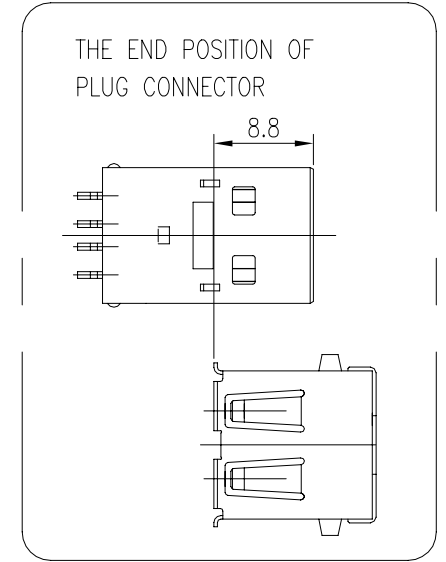 THE END POSITION OF
PLUG CONNECTOR
8.8